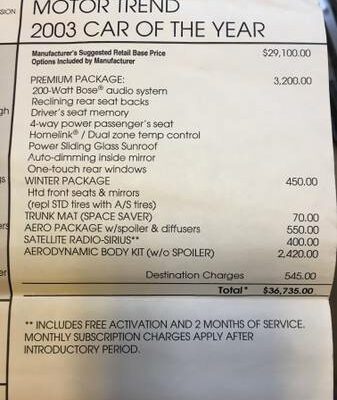 SION
MOTOR TREND
2003 CAR OF THE YEAR
Manufacturer's Suggested Retail Base Price $29,100.00
Options Included by Manufacturer
PREMIUM PACKAGE: 3,200.00
200-Watt Bose® audio system
Reclining rear seat backs
Driver's seat memory
4-way power passenger's seat
Homelink® / Dual zone temp control
Power Sliding Glass Sunroof
Auto-dimming inside mirror
One-touch rear windows
WINTER PACKAGE 450.00
Htd front seats & mirrors
(repl STD tires with A/S tires)
TRUNK MAT (SPACE SAVER) 70.00
AERO PACKAGE w/spoiler & diffusers 550.00
SATELLITE RADIO-SIRIUS** 400.00
AERODYNAMIC BODY KIT (w/o SPOILER) 2,420.00
Destination Charges 545.00
Total* $36,735.00
** INCLUDES FREE ACTIVATION AND 2 MONTHS OF SERVICE.
MONTHLY SUBSCRIPTION CHARGES APPLY AFTER
INTRODUCTORY PERIOD.